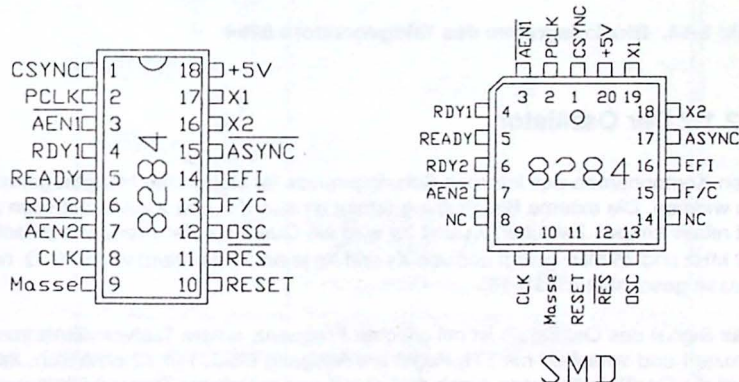 CSYNC 1 18 +5V
PCLK 2 17 X1
AEN1 3 16 X2
RDY1 4 15 ASYNC
READY 5 14 EFI
RDY2 6 13 F/C
AEN2 7 12 OSC
CLK 8 11 RES
Masse 9 10 RESET
8284
AEN1 PCLK CSYNC +5V X1
3 2 1 20 19
RDY1 4 18 X2
READY 5 17 ASYNC
RDY2 6 8284 16 EFI
AEN2 7 15 F/C
NC 8 14 NC
9 10 11 12 13
CLK Masse RESET RES OSC
SMD